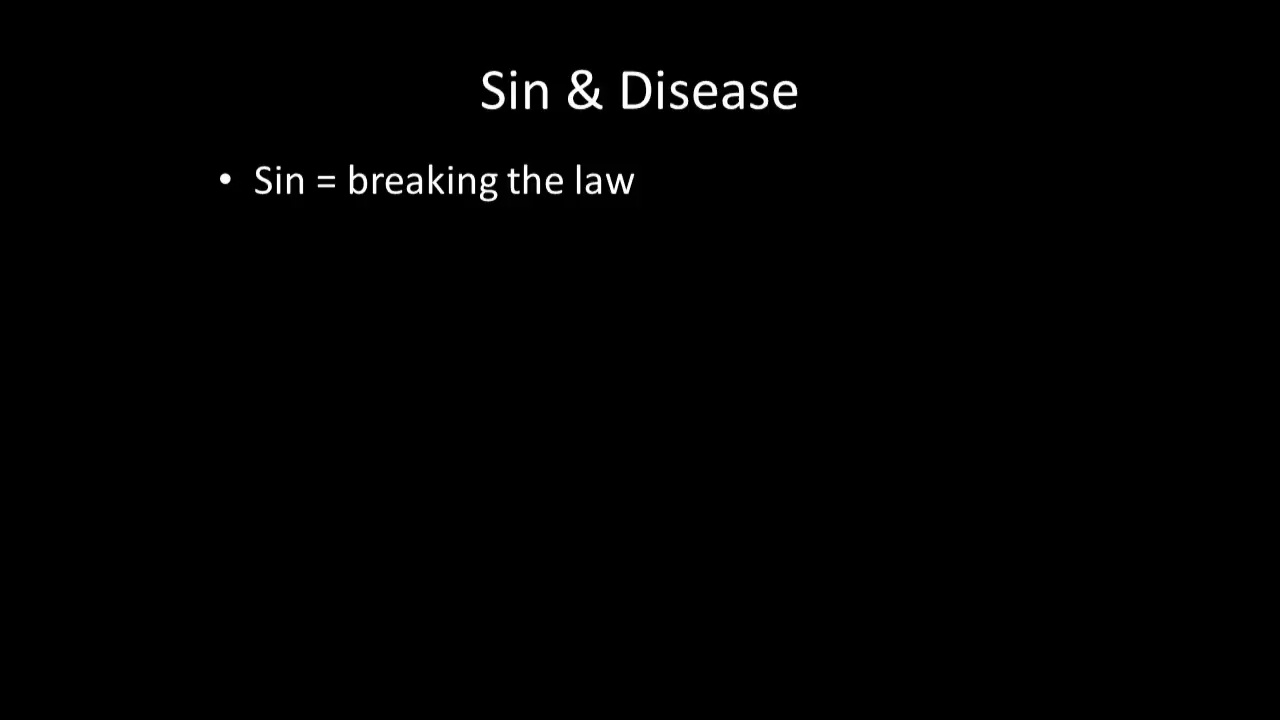 Sin & Disease
• Sin = breaking the law